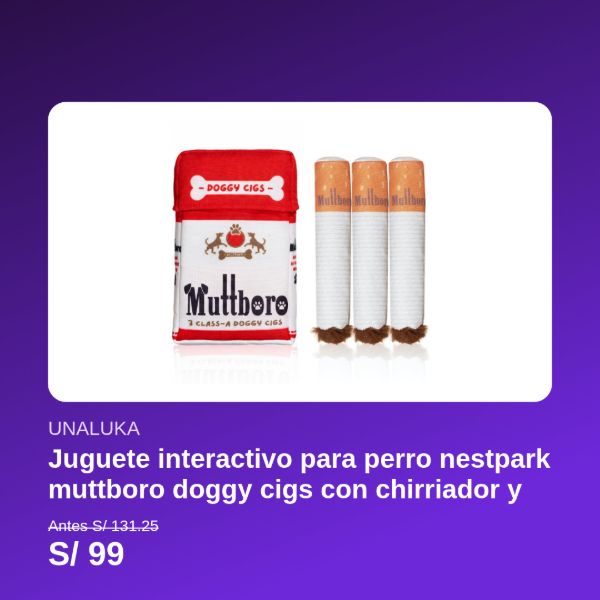 - DOGGY CIGS -
Muttboro
3 CLASS-A DOGGY CIGS
Muttboro Muttboro Muttboro
UNALUKA
Juguete interactivo para perro nestpark
muttboro doggy cigs con chirriador y
Antes S/ 131.25
S/ 99